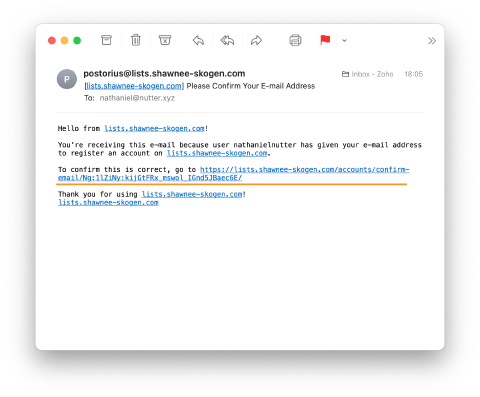 P
postorius@lists.shawnee-skogen.com
Inbox - Zoho
18:05
[lists.shawnee-skogen.com] Please Confirm Your E-mail Address
To: nathaniel@nutter.xyz
Hello from lists.shawnee-skogen.com!
You're receiving this e-mail because user nathanielnutter has given your e-mail address
to register an account on lists.shawnee-skogen.com.
To confirm this is correct, go to https://lists.shawnee-skogen.com/accounts/confirm-
email/Ng:1lZiNy:kijGtFRx_mswol_IGnd5JBaec6E/
Thank you for using lists.shawnee-skogen.com!
lists.shawnee-skogen.com